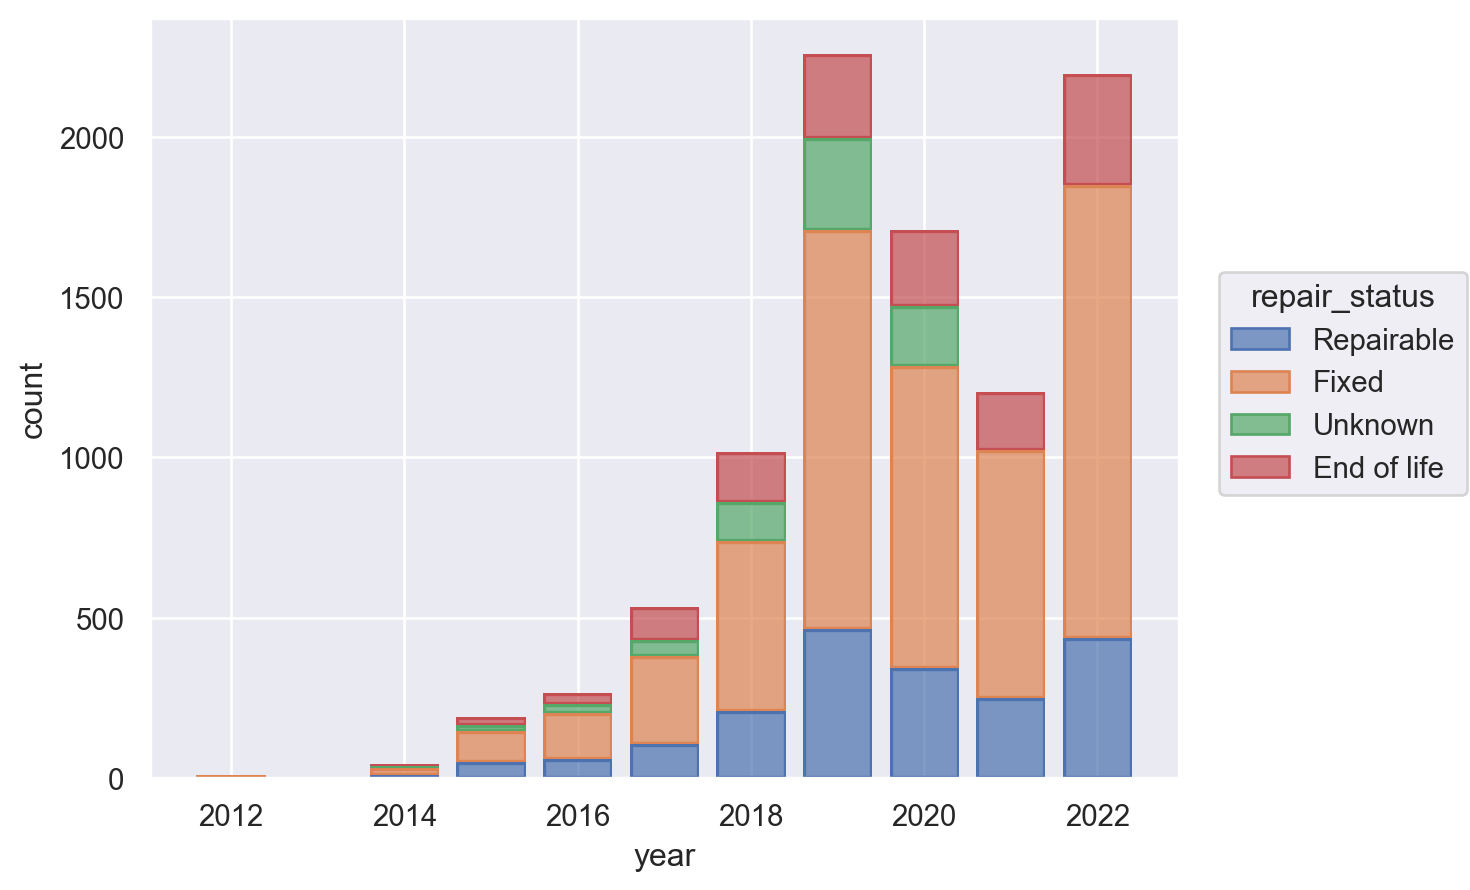 2000
1500
1000
500
0
count
2012 2014 2016 2018 2020 2022
year
repair_status
Repairable
Fixed
Unknown
End of life